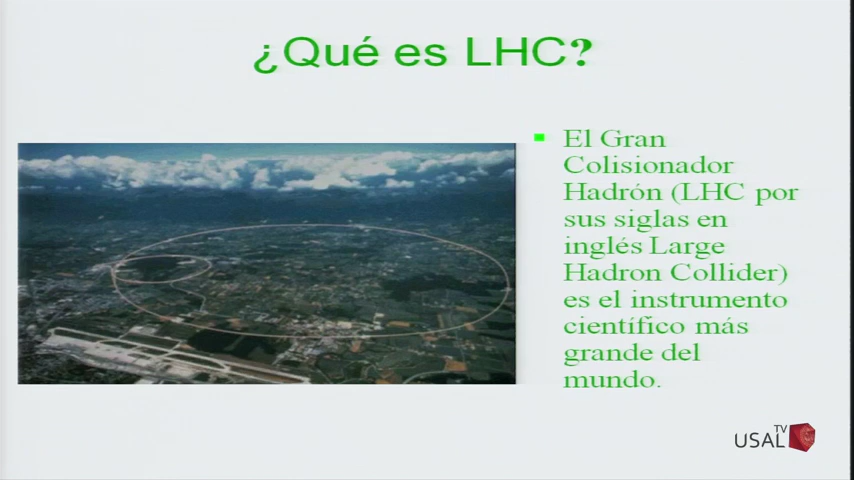 ¿Qué es LHC?
El Gran
Colisionador
Hadrón (LHC por
sus siglas en
inglés Large
Hadron Collider)
es el instrumento
científico más
grande del
mundo.
USAL TV